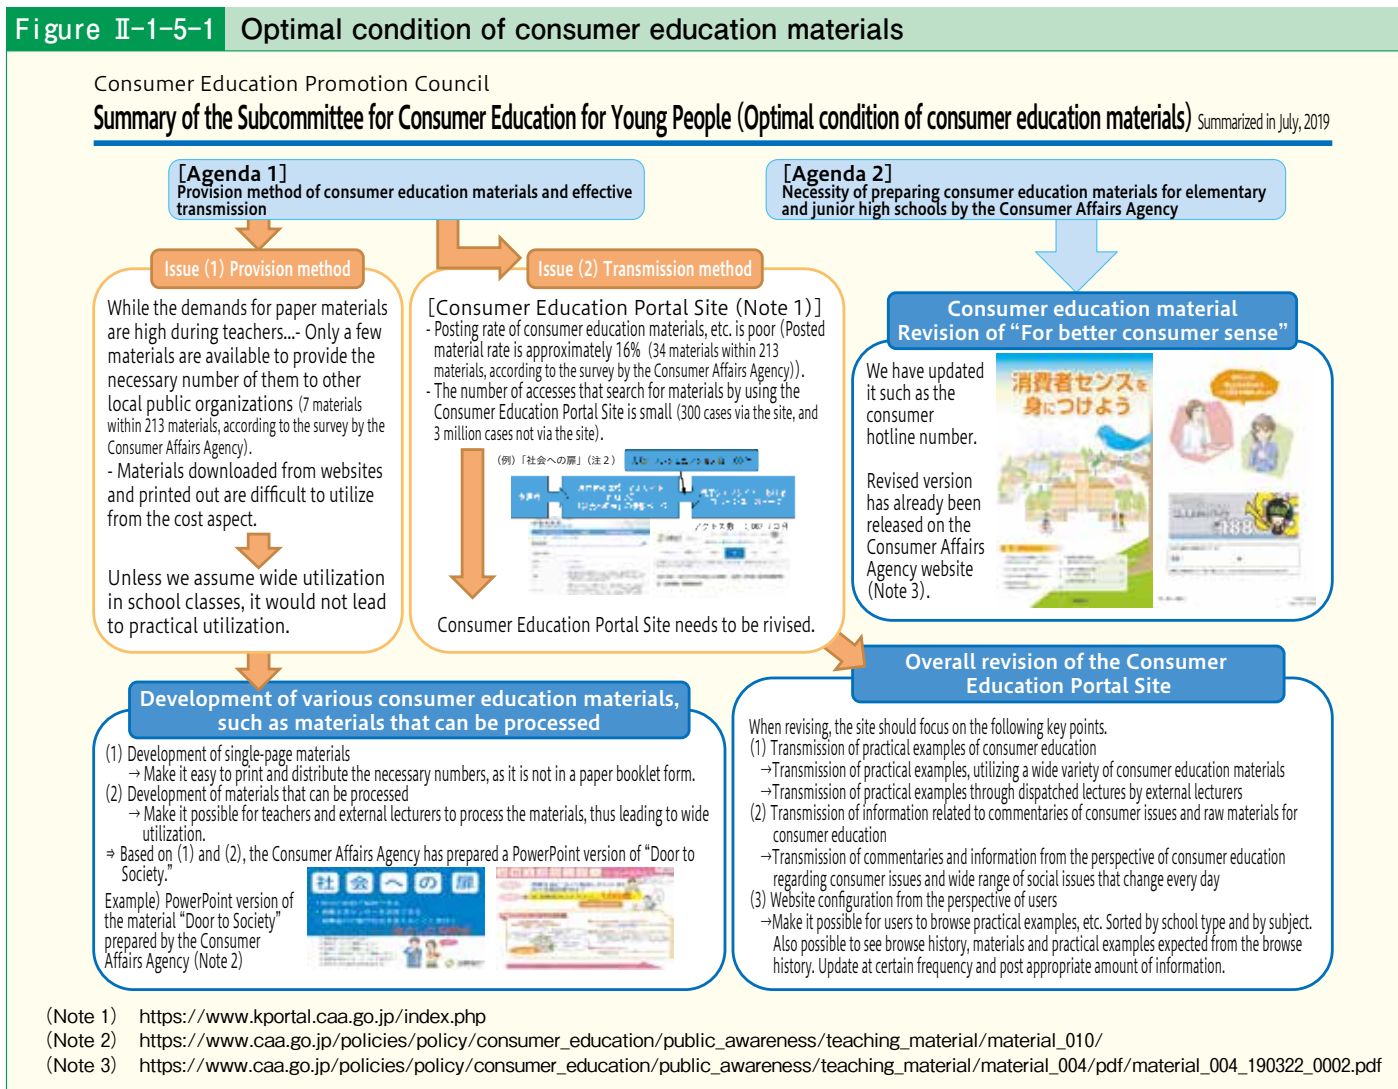 Figure Ⅱ-1-5-1 Optimal condition of consumer education materials
Consumer Education Promotion Council
Summary of the Subcommittee for Consumer Education for Young People (Optimal condition of consumer education materials) Summarized in July, 2019
[Agenda 1]
Provision method of consumer education materials and effective
transmission
[Agenda 2]
Necessity of preparing consumer education materials for elementary
and junior high schools by the Consumer Affairs Agency
Issue (1) Provision method
While the demands for paper materials
are high during teachers...- Only a few
materials are available to provide the
necessary number of them to other
local public organizations (7 materials
within 213 materials, according to the survey by the
Consumer Affairs Agency).
- Materials downloaded from websites
and printed out are difficult to utilize
from the cost aspect.
Unless we assume wide utilization
in school classes, it would not lead
to practical utilization.
Issue (2) Transmission method
[Consumer Education Portal Site (Note 1)]
- Posting rate of consumer education materials, etc. is poor (Posted
material rate is approximately 16% (34 materials within 213
materials, according to the survey by the Consumer Affairs Agency)).
- The number of accesses that search for materials by using the
Consumer Education Portal Site is small (300 cases via the site, and
3 million cases not via the site).
(例)「社会への扉」(注2)
アクセス数
Consumer Education Portal Site needs to be rivised.
Consumer education material
Revision of “For better consumer sense”
We have updated
it such as the
consumer
hotline number.
Revised version
has already been
released on the
Consumer Affairs
Agency website
(Note 3).
消費者センスを
身につけよう
188
Development of various consumer education materials,
such as materials that can be processed
(1) Development of single-page materials
→ Make it easy to print and distribute the necessary numbers, as it is not in a paper booklet form.
(2) Development of materials that can be processed
→ Make it possible for teachers and external lecturers to process the materials, thus leading to wide
utilization.
⇒ Based on (1) and (2), the Consumer Affairs Agency has prepared a PowerPoint version of “Door to
Society.”
Example) PowerPoint version of
the material “Door to Society”
prepared by the Consumer
Affairs Agency (Note 2)
社会への扉
Overall revision of the Consumer
Education Portal Site
When revising, the site should focus on the following key points.
(1) Transmission of practical examples of consumer education
→Transmission of practical examples, utilizing a wide variety of consumer education materials
→Transmission of practical examples through dispatched lectures by external lecturers
(2) Transmission of information related to commentaries of consumer issues and raw materials for
consumer education
→Transmission of commentaries and information from the perspective of consumer education
regarding consumer issues and wide range of social issues that change every day
(3) Website configuration from the perspective of users
→Make it possible for users to browse practical examples, etc. Sorted by school type and by subject.
Also possible to see browse history, materials and practical examples expected from the browse
history. Update at certain frequency and post appropriate amount of information.
(Note 1) https://www.kportal.caa.go.jp/index.php
(Note 2) https://www.caa.go.jp/policies/policy/consumer_education/public_awareness/teaching_material/material_010/
(Note 3) https://www.caa.go.jp/policies/policy/consumer_education/public_awareness/teaching_material/material_004/pdf/material_004_190322_0002.pdf